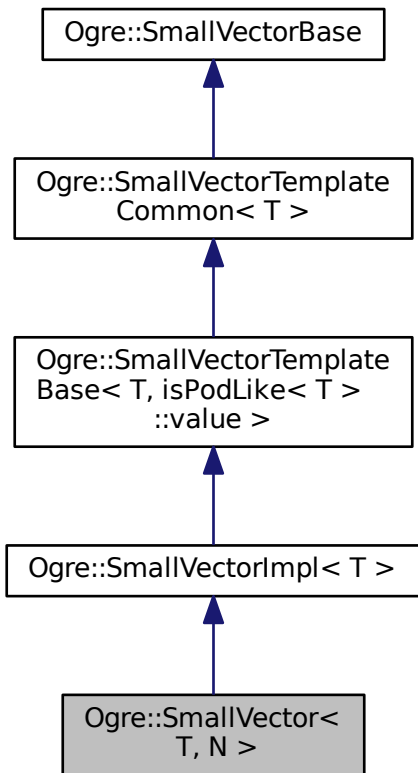 Ogre::SmallVectorBase
Ogre::SmallVectorTemplate
Common< T >
Ogre::SmallVectorTemplate
Base< T, isPodLike< T >
::value >
Ogre::SmallVectorImpl< T >
Ogre::SmallVector<
T, N >